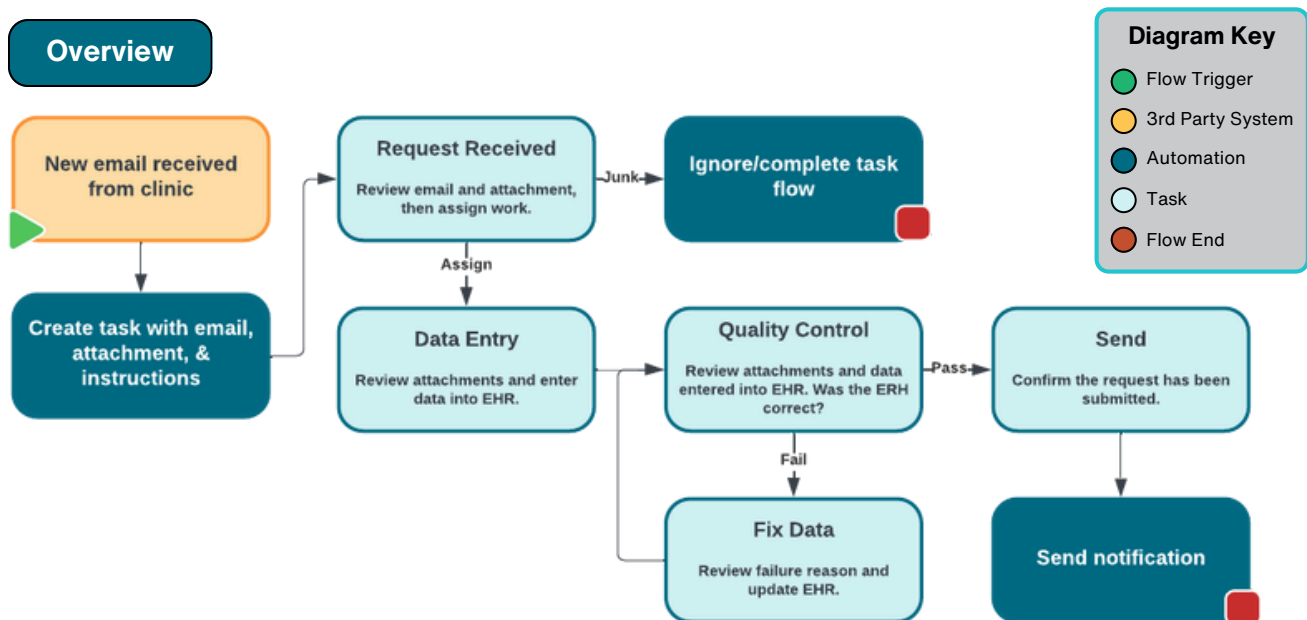 Overview
Diagram Key
Flow Trigger
3rd Party System
Automation
Task
Flow End
New email received
from clinic
Request Received
Review email and attachment,
then assign work.
Junk
Ignore/complete task
flow
Assign
Create task with email,
attachment, &
instructions
Data Entry
Review attachments and enter
data into EHR.
Quality Control
Review attachments and data
entered into EHR. Was the ERH
correct?
Pass
Send
Confirm the request has been
submitted.
Fail
Fix Data
Review failure reason and
update EHR.
Send notification